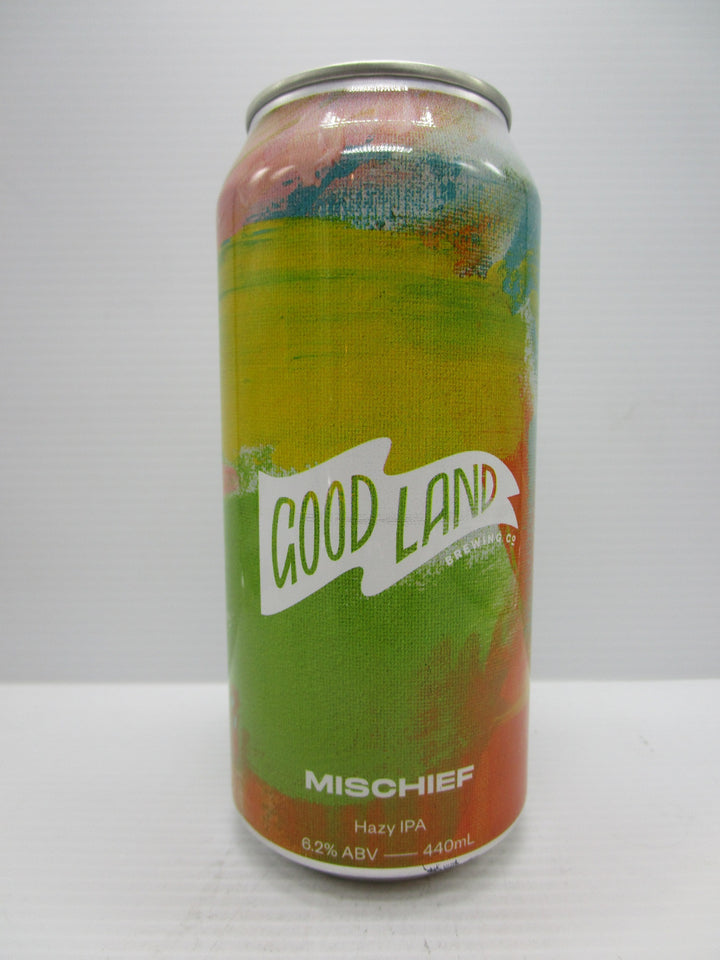 GOOD LAND
BREWING Cº
MISCHIEF
Hazy IPA
6.2% ABV — 440mL